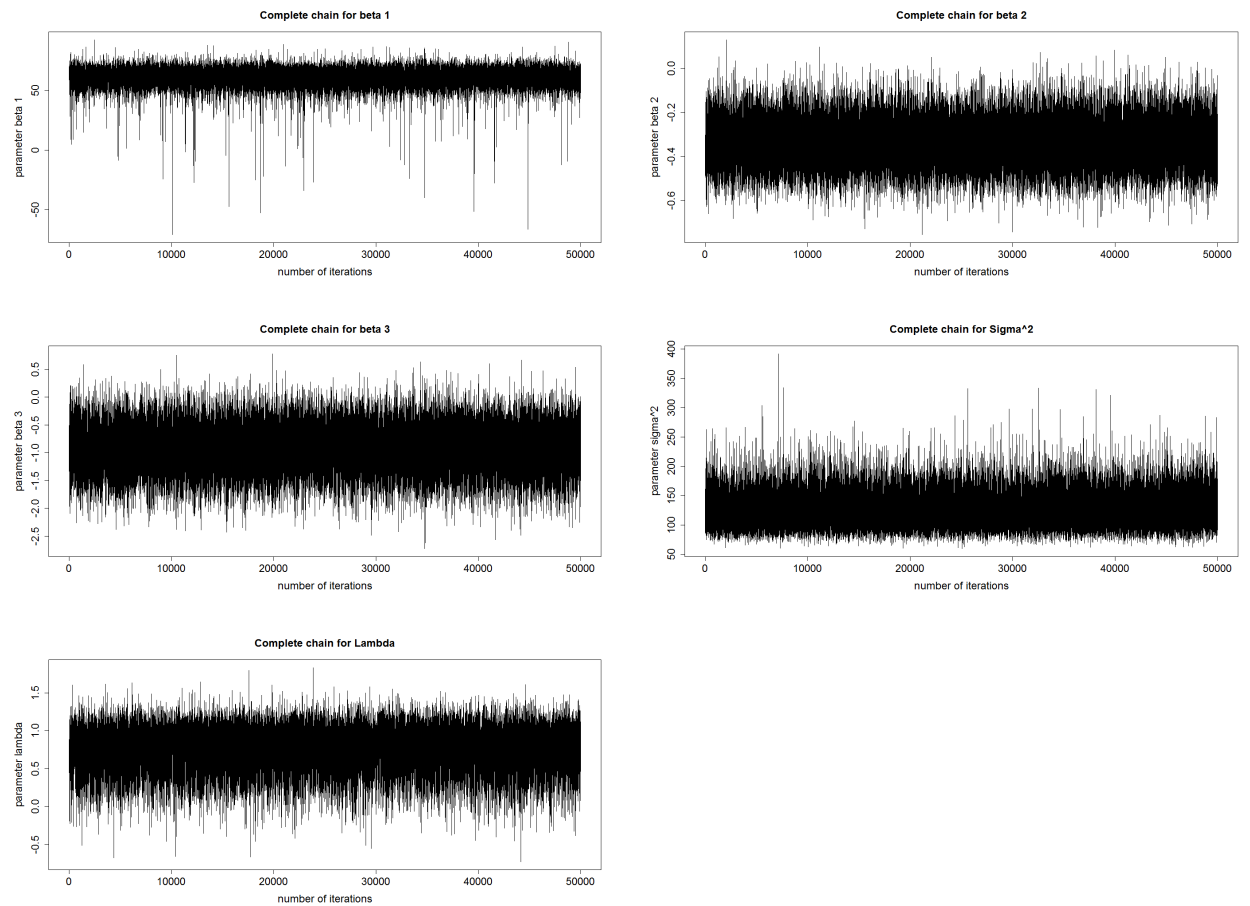 Complete chain for beta 1
parameter beta 1
50
0
-50
0 10000 20000 30000 40000 50000
number of iterations
Complete chain for beta 2
parameter beta 2
0.0
-0.2
-0.4
-0.6
0 10000 20000 30000 40000 50000
number of iterations
Complete chain for beta 3
parameter beta 3
0.5
0.0
-0.5
-1.0
-1.5
-2.0
-2.5
0 10000 20000 30000 40000 50000
number of iterations
Complete chain for Sigma^2
parameter sigma^2
400
350
300
250
200
150
100
50
0 10000 20000 30000 40000 50000
number of iterations
Complete chain for Lambda
parameter lambda
1.5
1.0
0.5
0.0
-0.5
0 10000 20000 30000 40000 50000
number of iterations